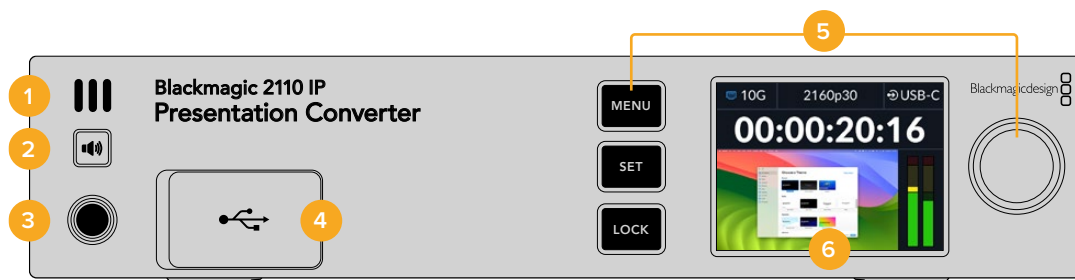 5
1
Blackmagic 2110 IP
Presentation Converter
MENU
10G 2160p30 USB-C
Blackmagicdesign
00:00:20:16
2
SET
3
4
LOCK
6